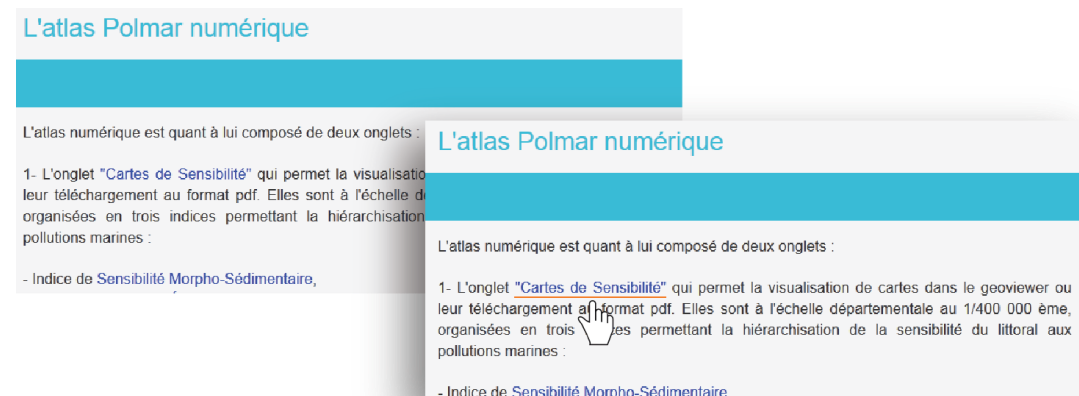 L'atlas Polmar numérique
L'atlas numérique est quant à lui composé de deux onglets :
1- L'onglet "Cartes de Sensibilité" qui permet la visualisatio
leur téléchargement au format pdf. Elles sont à l'échelle d
organisées en trois indices permettant la hiérarchisation
pollutions marines :
- Indice de Sensibilité Morpho-Sédimentaire,
L'atlas Polmar numérique
L'atlas numérique est quant à lui composé de deux onglets :
1- L'onglet "Cartes de Sensibilité" qui permet la visualisation de cartes dans le geoviewer ou
leur téléchargement au format pdf. Elles sont à l'échelle départementale au 1/400 000 ème,
organisées en trois permettant la hiérarchisation de la sensibilité du littoral aux
pollutions marines :
- Indice de Sensibilité Morpho-Sédimentaire